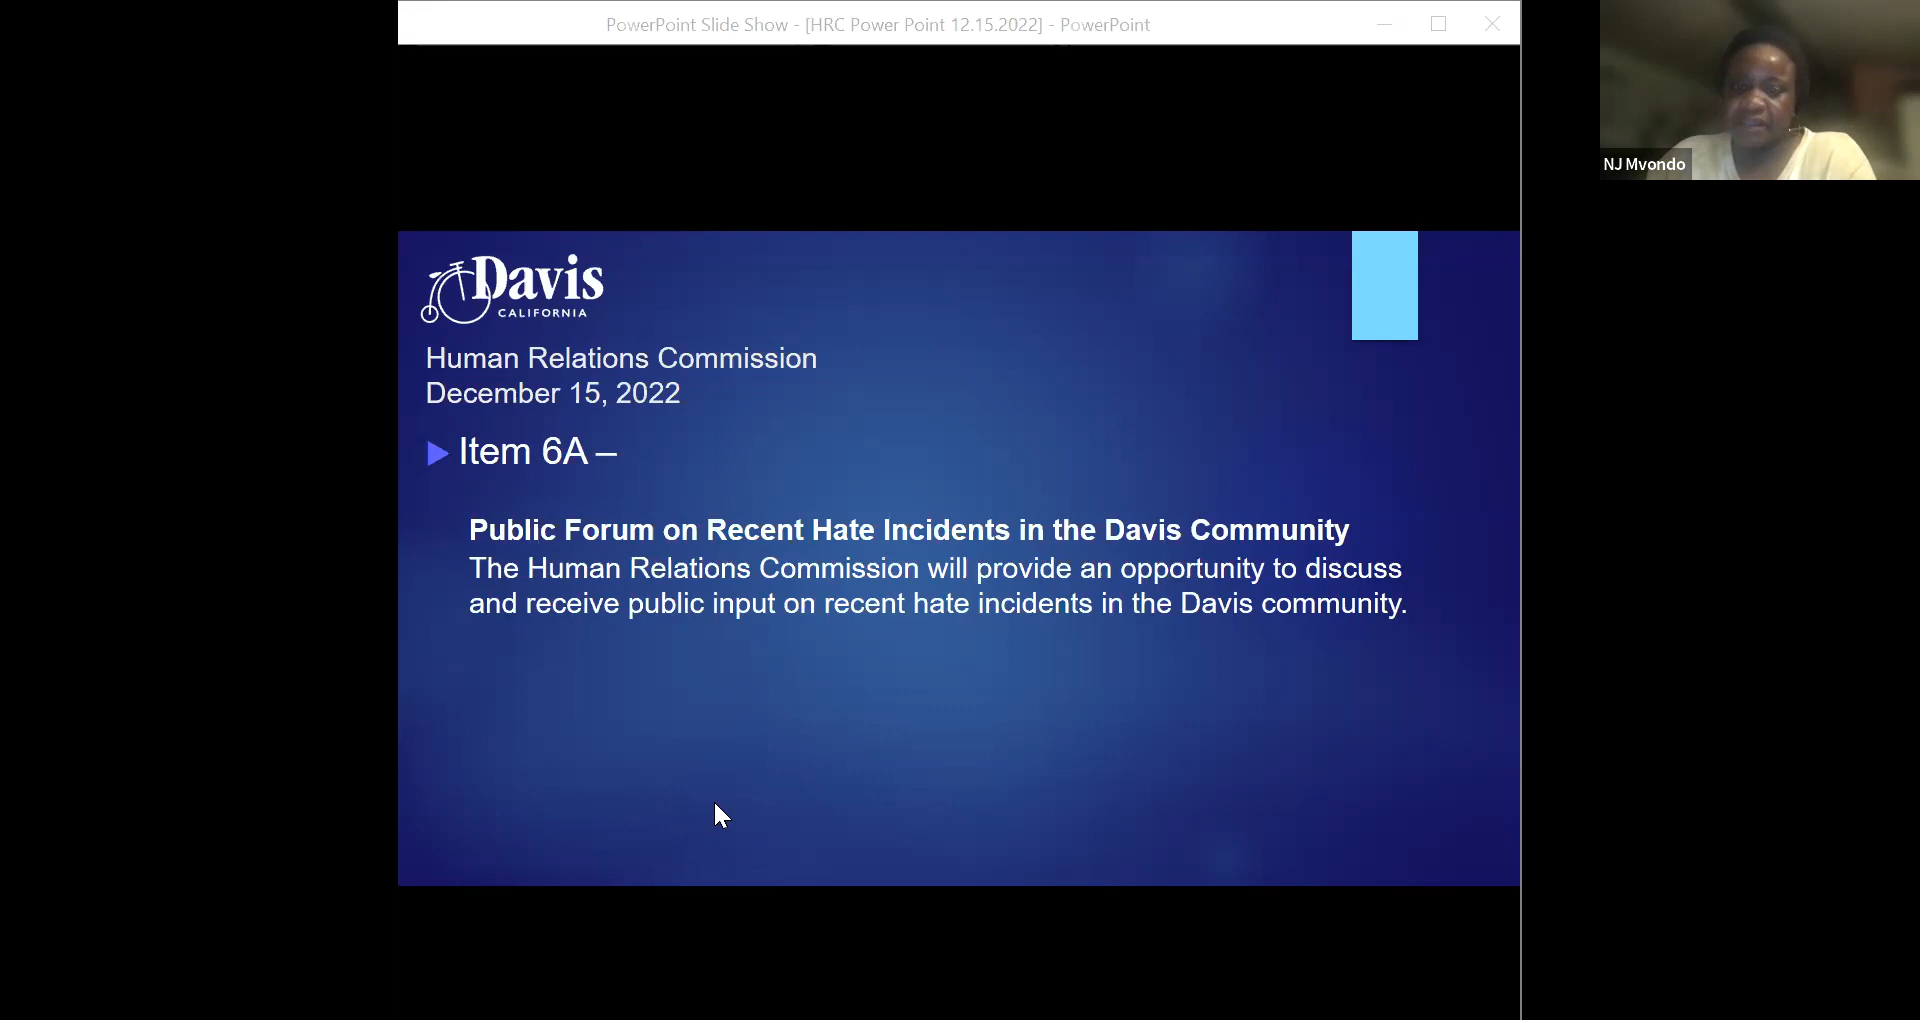 PowerPoint Slide Show - [HRC Power Point 12.15.2022] - PowerPoint
NJ Mvondo
Davis
CALIFORNIA
Human Relations Commission
December 15, 2022
Item 6A –
Public Forum on Recent Hate Incidents in the Davis Community
The Human Relations Commission will provide an opportunity to discuss
and receive public input on recent hate incidents in the Davis community.